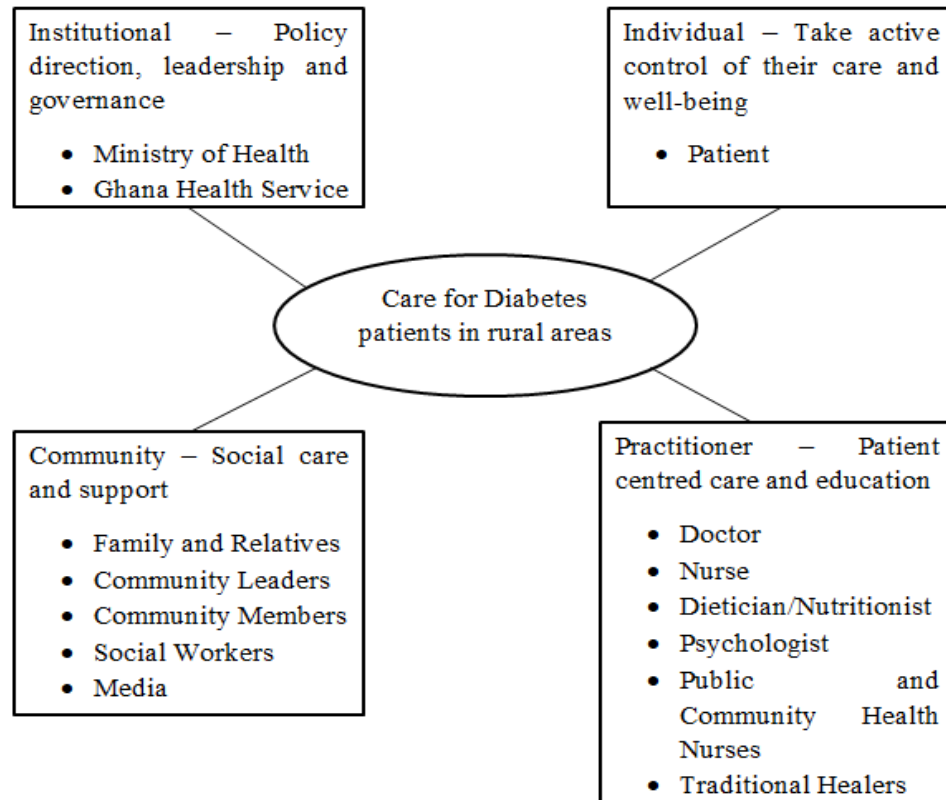 Institutional – Policy
direction, leadership and
governance
• Ministry of Health
• Ghana Health Service
Individual – Take active
control of their care and
well-being
• Patient
Care for Diabetes
patients in rural areas
Community – Social care
and support
• Family and Relatives
• Community Leaders
• Community Members
• Social Workers
• Media
Practitioner – Patient
centred care and education
• Doctor
• Nurse
• Dietician/Nutritionist
• Psychologist
• Public and
Community Health
Nurses
• Traditional Healers